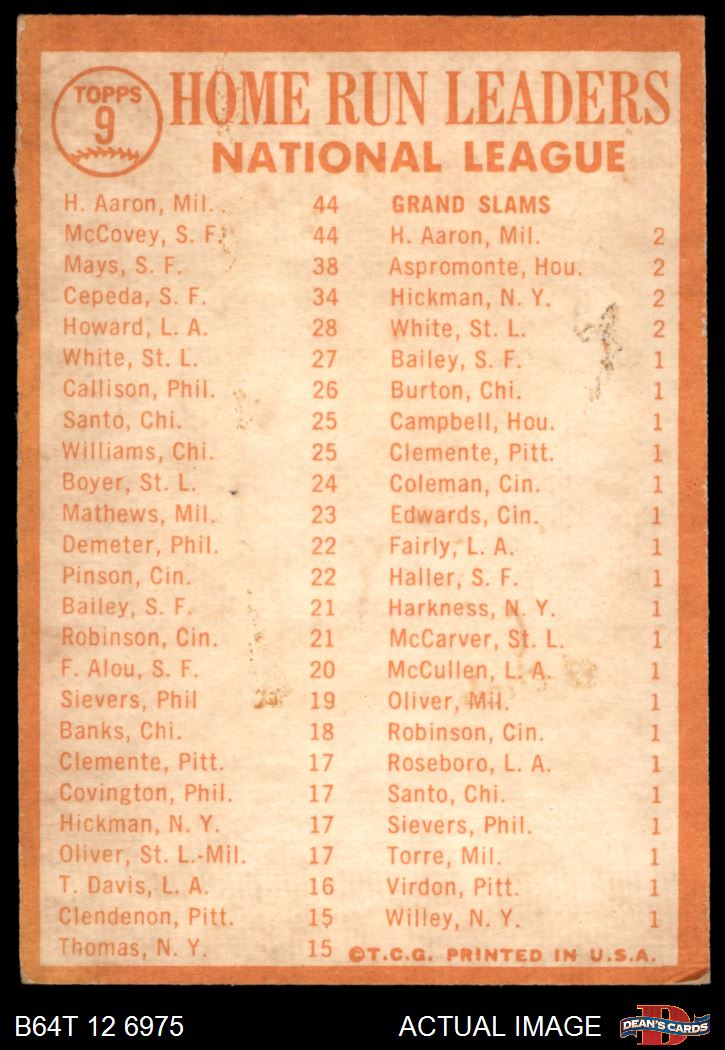 TOPPS
9
HOME RUN LEADERS
NATIONAL LEAGUE
H. Aaron, Mil. 44
McCovey, S. F. 44
Mays, S. F. 38
Cepeda, S. F. 34
Howard, L. A. 28
White, St. L. 27
Callison, Phil. 26
Santo, Chi. 25
Williams, Chi. 25
Boyer, St. L. 24
Mathews, Mil. 23
Demeter, Phil. 22
Pinson, Cin. 22
Bailey, S. F. 21
Robinson, Cin. 21
F. Alou, S. F. 20
Sievers, Phil 19
Banks, Chi. 18
Clemente, Pitt. 17
Covington, Phil. 17
Hickman, N. Y. 17
Oliver, St. L.-Mil. 17
T. Davis, L. A. 16
Clendenon, Pitt. 15
Thomas, N. Y. 15
GRAND SLAMS
H. Aaron, Mil. 2
Aspromonte, Hou. 2
Hickman, N. Y. 2
White, St. L. 2
Bailey, S. F. 1
Burton, Chi. 1
Campbell, Hou. 1
Clemente, Pitt. 1
Coleman, Cin. 1
Edwards, Cin. 1
Fairly, L. A. 1
Haller, S. F. 1
Harkness, N. Y. 1
McCarver, St. L. 1
McCullen, L. A. 1
Oliver, Mil. 1
Robinson, Cin. 1
Roseboro, L. A. 1
Santo, Chi. 1
Sievers, Phil. 1
Torre, Mil. 1
Virdon, Pitt. 1
Willey, N. Y. 1
©T.C.G. PRINTED IN U.S.A.
B64T 12 6975
ACTUAL IMAGE
D
DEAN'S CARDS